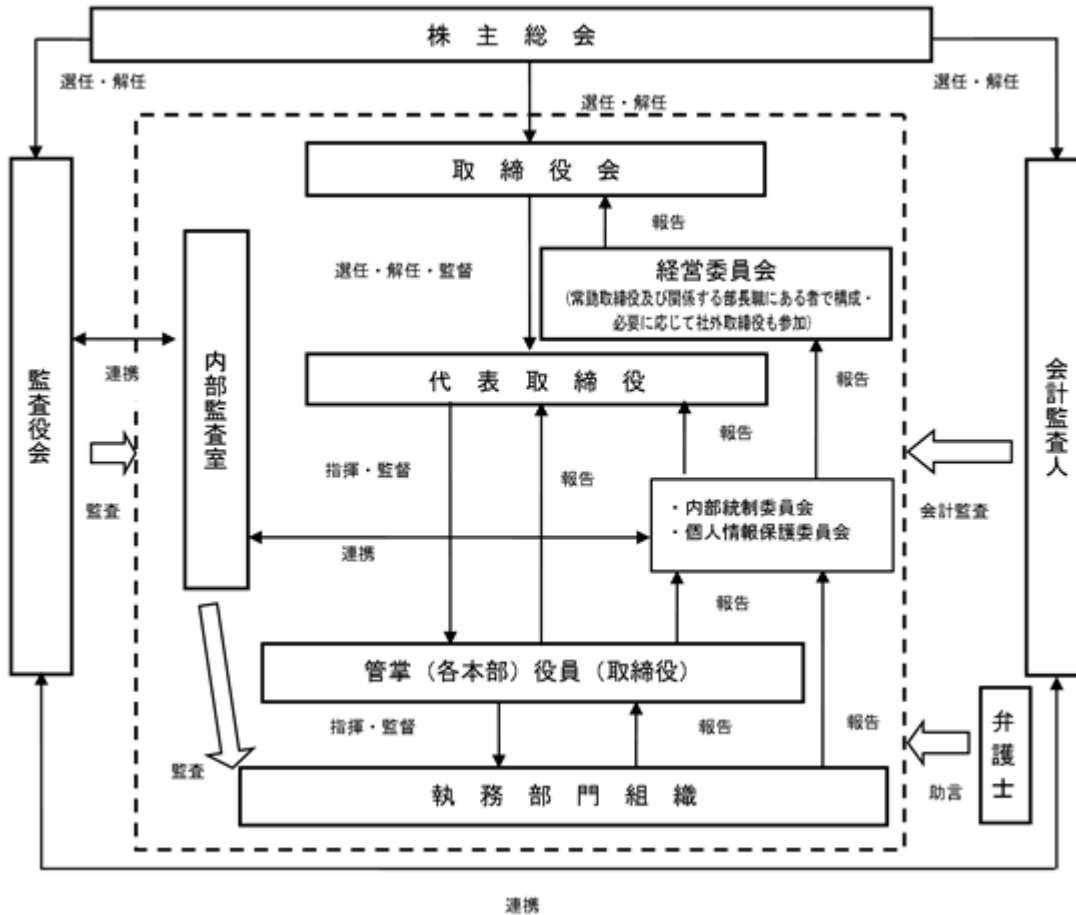 株主総会
選任・解任
選任・解任
選任・解任
取締役会
報告
選任・解任・監督
経営委員会
(常勤取締役及び関係する部長職にある者で構成・
必要に応じて社外取締役も参加)
監査役会
連携
内部監査室
代表取締役
報告
会計監査人
監査
指揮・監督
報告
報告
・内部統制委員会
・個人情報保護委員会
会計監査
連携
報告
管掌（各本部）役員（取締役）
指揮・監督
報告
報告
弁護士
監査
執務部門組織
助言
連携